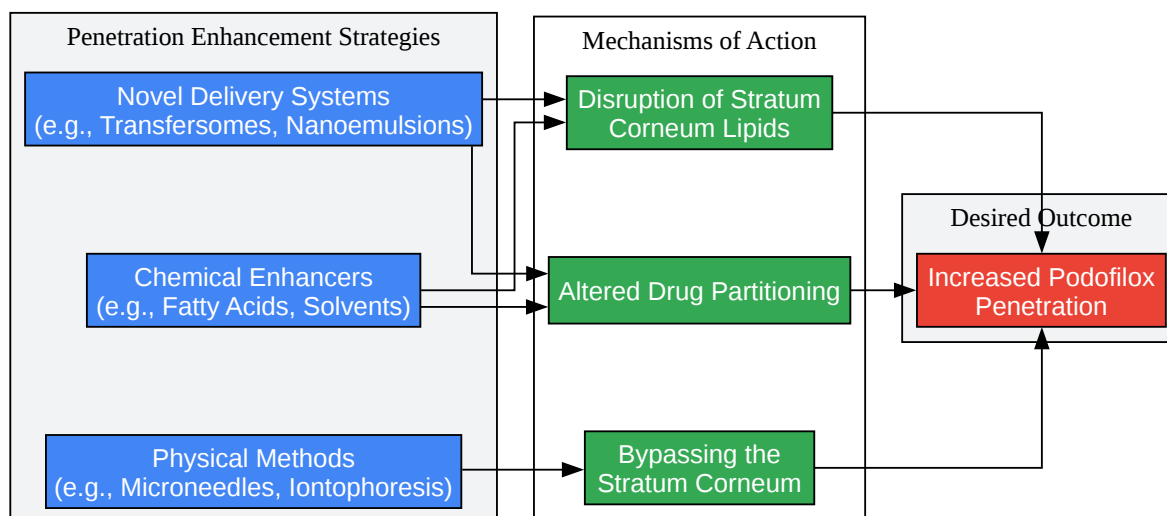 Penetration Enhancement Strategies
Novel Delivery Systems
(e.g., Transfersomes, Nanoemulsions)
Chemical Enhancers
(e.g., Fatty Acids, Solvents)
Physical Methods
(e.g., Microneedles, Iontophoresis)
Mechanisms of Action
Disruption of Stratum
Corneum Lipids
Altered Drug Partitioning
Bypassing the
Stratum Corneum
Desired Outcome
Increased Podofilox
Penetration